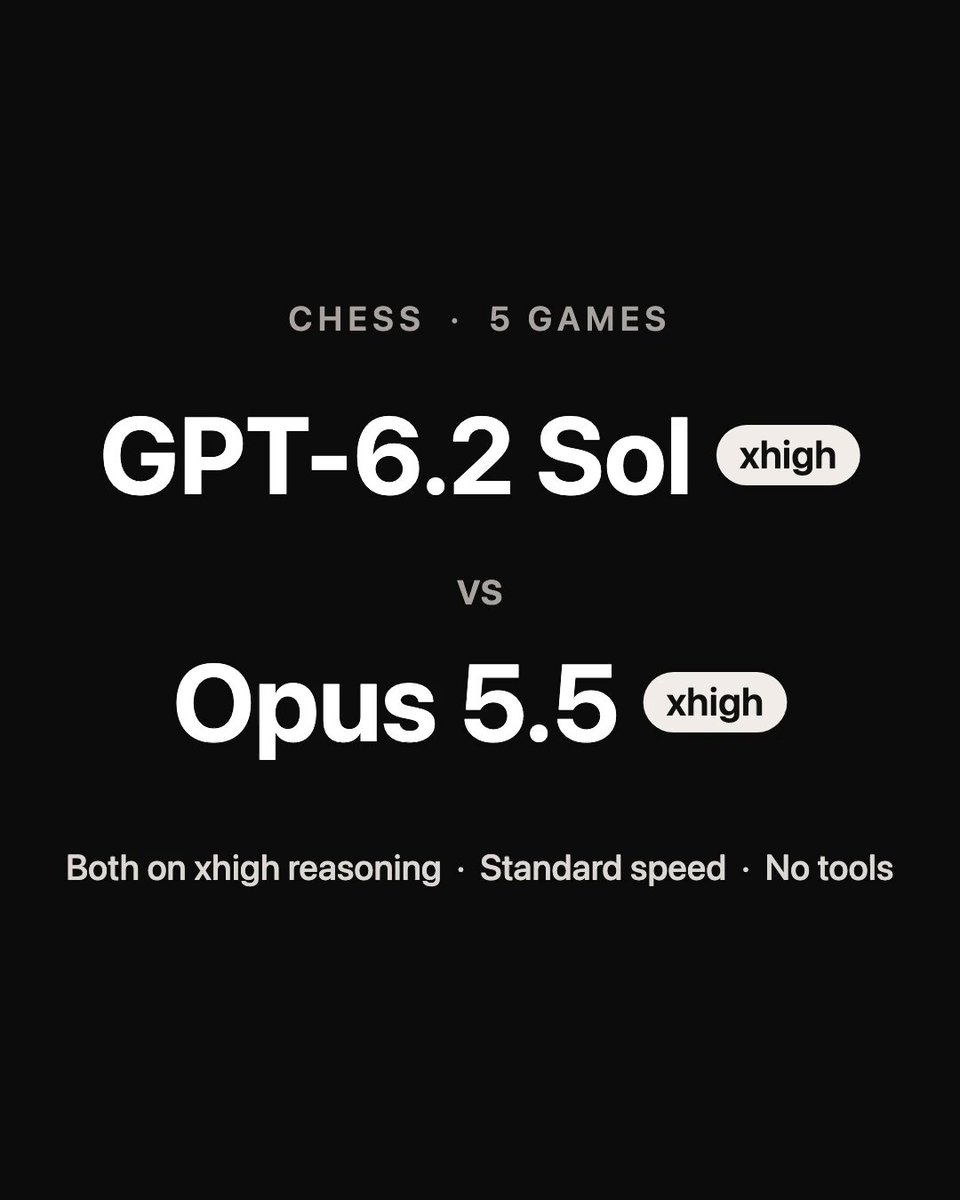 CHESS · 5 GAMES
GPT-6.2 Sol xhigh
VS
Opus 5.5 xhigh
Both on xhigh reasoning · Standard speed · No tools